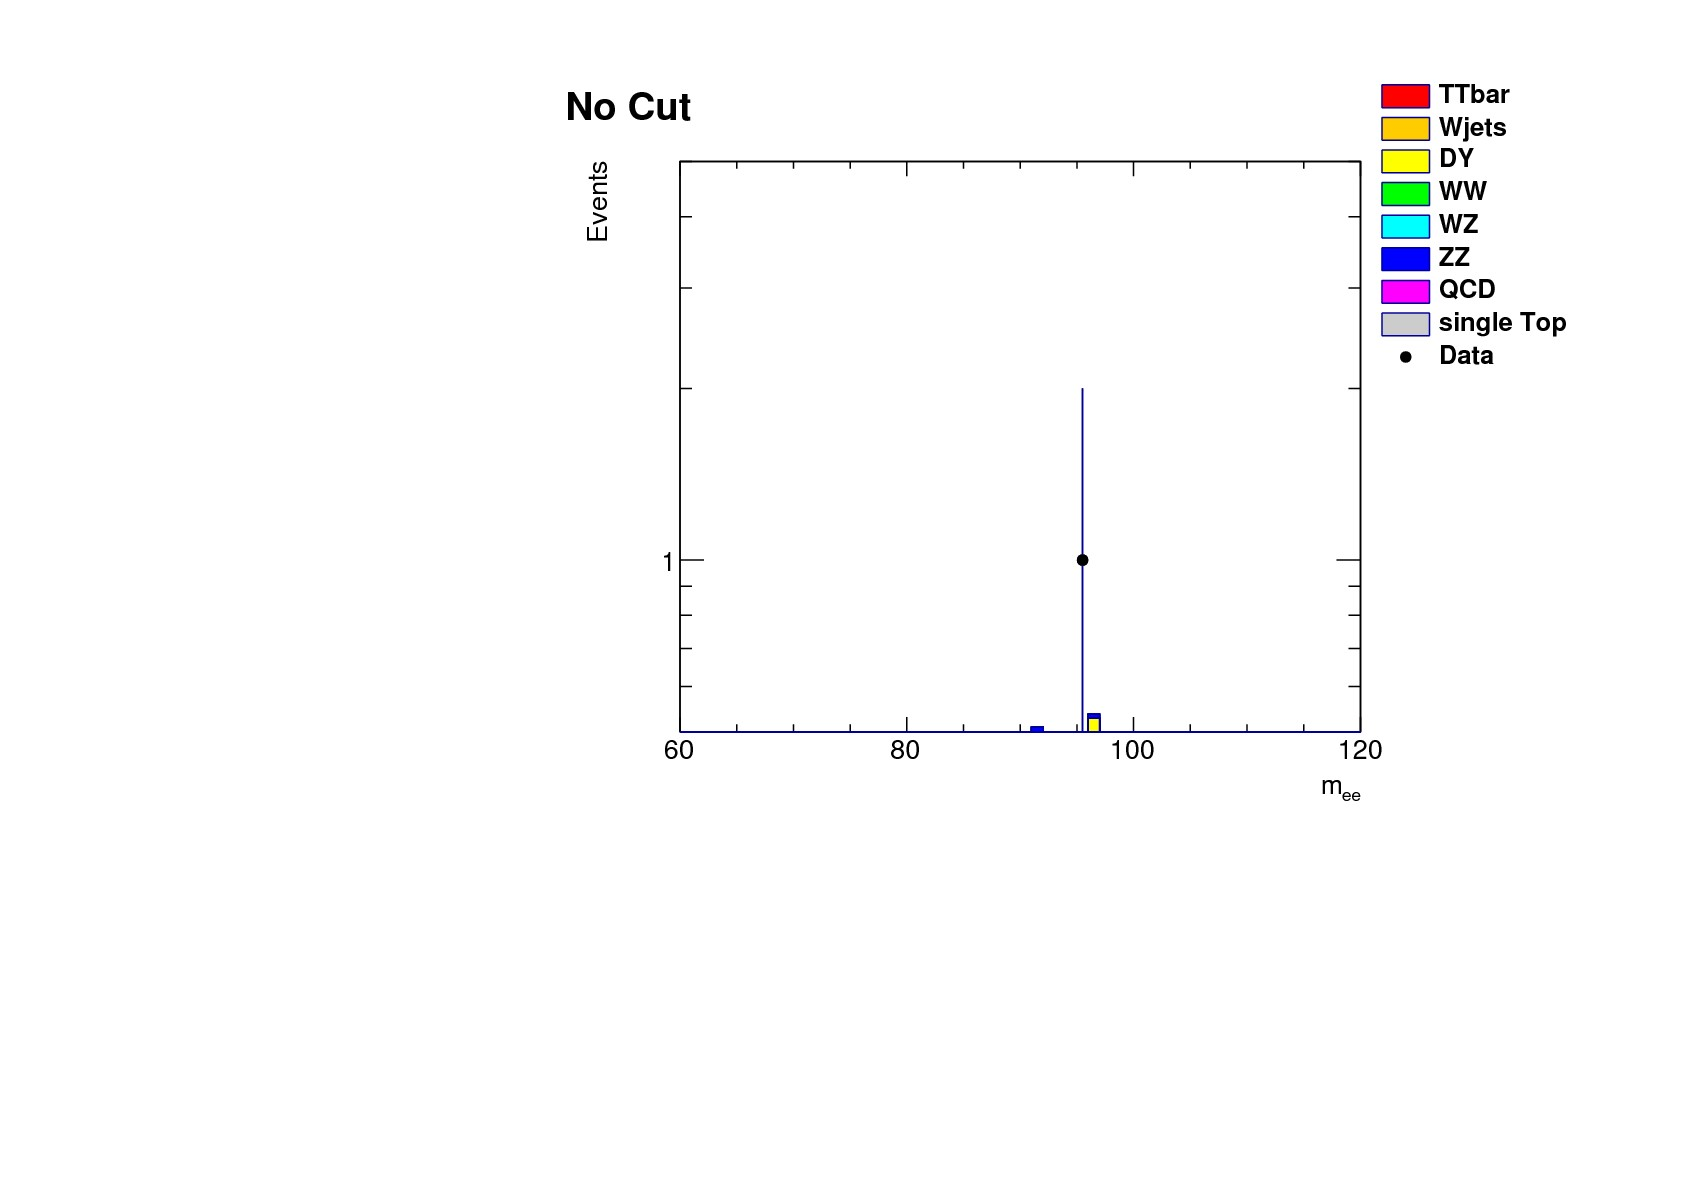 No Cut
Events
1
60 80 100 120
m_ee
TTbar
Wjets
DY
WW
WZ
ZZ
QCD
single Top
Data